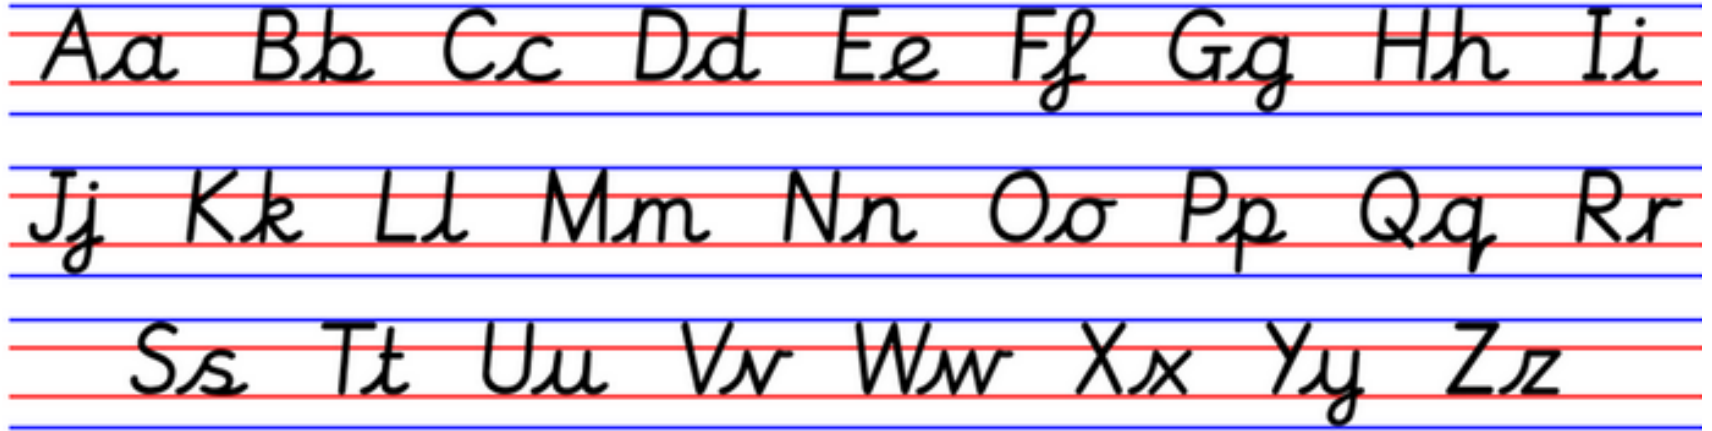 Aa Bb Cc Dd Ee Ff Gg Hh Ii
Jj Kk Ll Mm Nn Oo Pp Qq Rr
Ss Tt Uu Vv Ww Xx Yy Zz